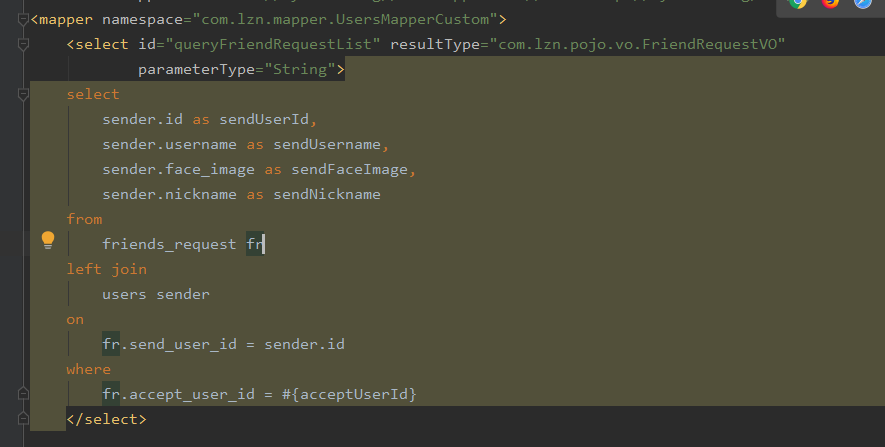 <mapper namespace="com.lzn.mapper.UsersMapperCustom">
<select id="queryFriendRequestList" resultType="com.lzn.pojo.vo.FriendRequestVO"
parameterType="String">
select
sender.id as sendUserId,
sender.username as sendUsername,
sender.face_image as sendFaceImage,
sender.nickname as sendNickname
from
friends_request fr
left join
users sender
on
fr.send_user_id = sender.id
where
fr.accept_user_id = #{acceptUserId}
</select>